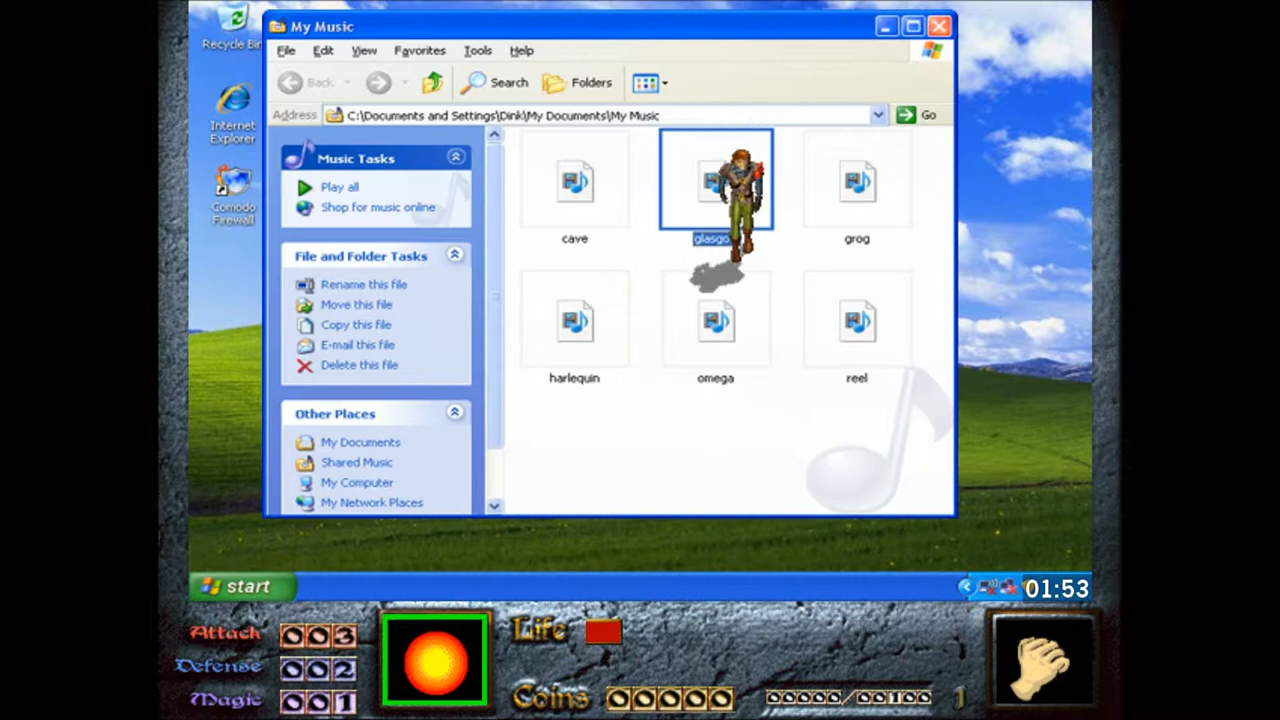 My Music
Recycle Bin
File Edit View Favorites Tools Help
Back Search Folders
Internet Explorer
Address C:\Documents and Settings\Dink\My Documents\My Music Go
Music Tasks
Play all
Shop for music online
Comodo Firewall
cave
glasgo
grog
File and Folder Tasks
Rename this file
Move this file
Copy this file
E-mail this file
Delete this file
harlequin
omega
reel
Other Places
My Documents
Shared Music
My Computer
My Network Places
start
01:53
Attack 003
Life
Defense 002
Magic 001
Coins 00000
00000/00100
1